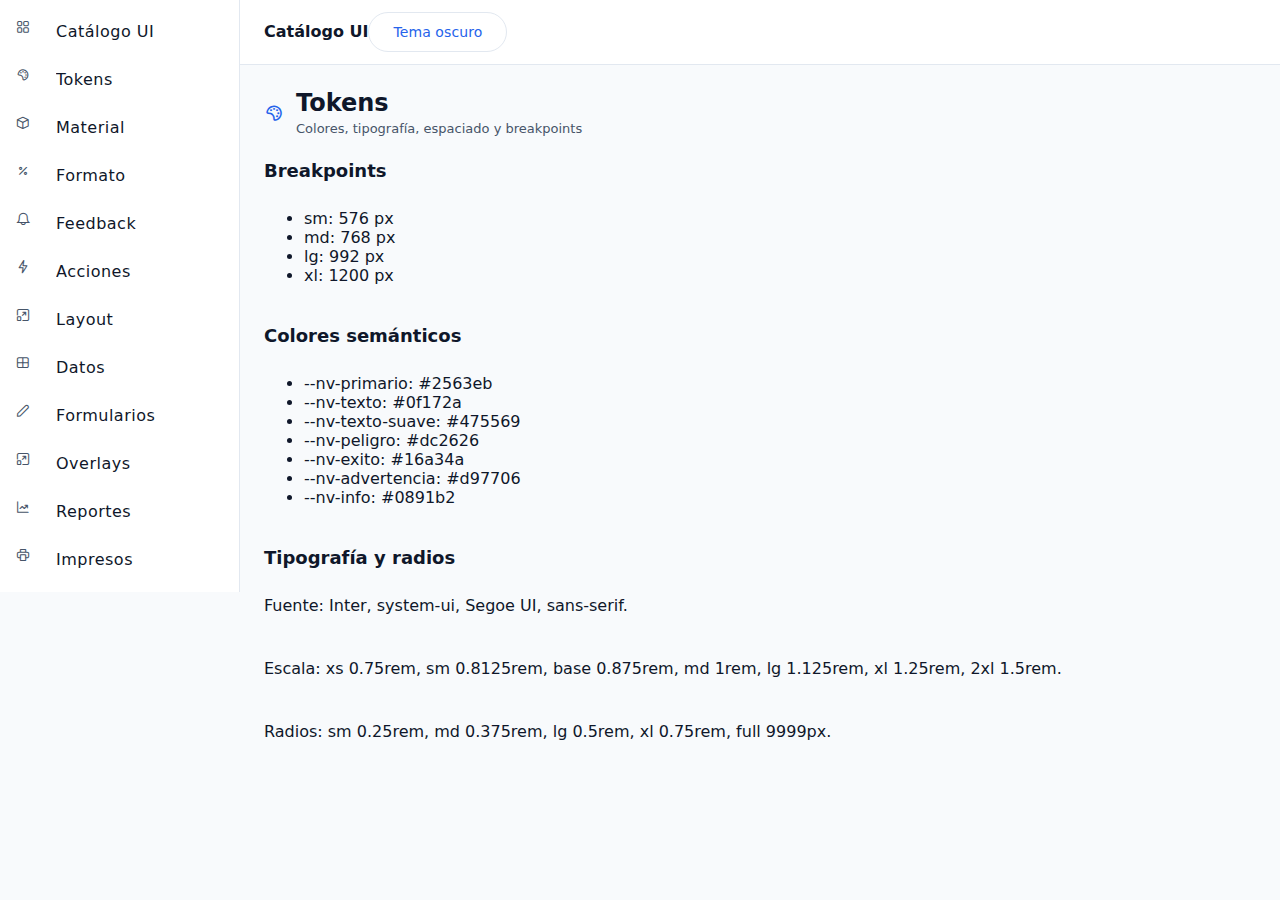 Catálogo UI
Tokens
Material
Formato
Feedback
Acciones
Layout
Datos
Formularios
Overlays
Reportes
Impresos
Catálogo UI
Tema oscuro
Tokens
Colores, tipografía, espaciado y breakpoints
Breakpoints
sm: 576 px
md: 768 px
lg: 992 px
xl: 1200 px
Colores semánticos
--nv-primario: #2563eb
--nv-texto: #0f172a
--nv-texto-suave: #475569
--nv-peligro: #dc2626
--nv-exito: #16a34a
--nv-advertencia: #d97706
--nv-info: #0891b2
Tipografía y radios
Fuente: Inter, system-ui, Segoe UI, sans-serif.
Escala: xs 0.75rem, sm 0.8125rem, base 0.875rem, md 1rem, lg 1.125rem, xl 1.25rem, 2xl 1.5rem.
Radios: sm 0.25rem, md 0.375rem, lg 0.5rem, xl 0.75rem, full 9999px.